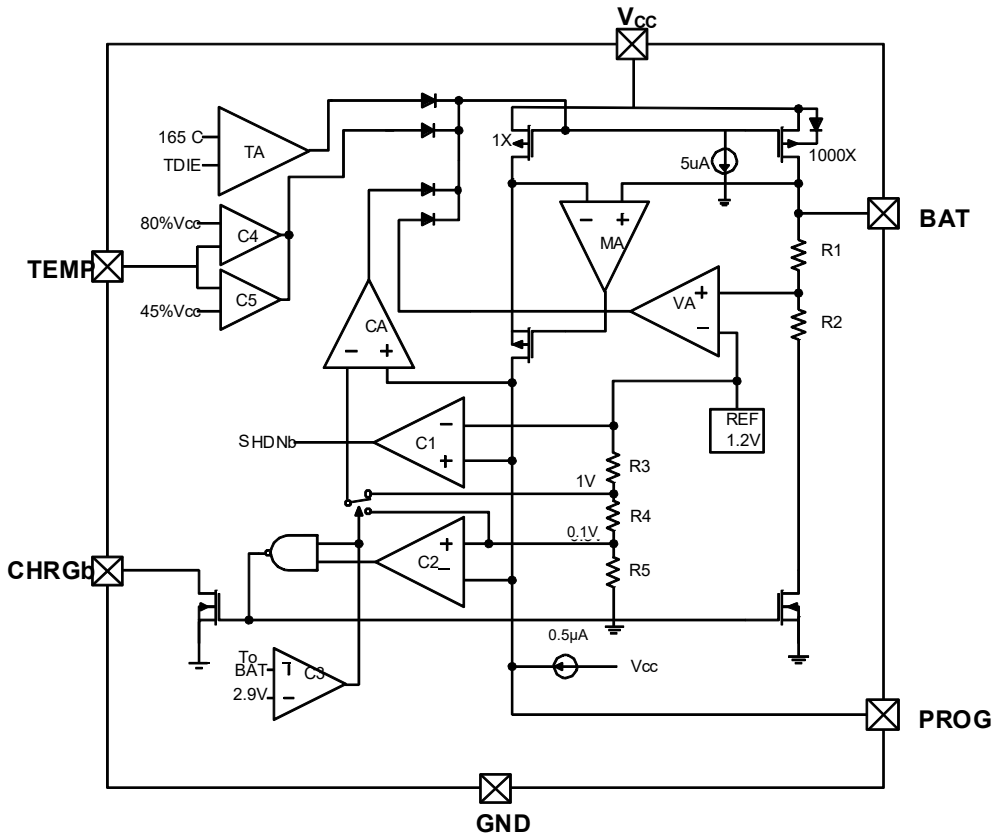 VCC
165 C
TDIE
TA
1X
5uA
1000X
80%Vcc
C4
TEMP
C5
45%Vcc
− +
MA
BAT
R1
VA
+
−
R2
CA
− +
REF
1.2V
SHDNb
C1
−
+
R3
1V
R4
0.1V
C2
+
−
R5
CHRGb
0.5µA
Vcc
To
BAT
2.9V
C3
−
PROG
GND